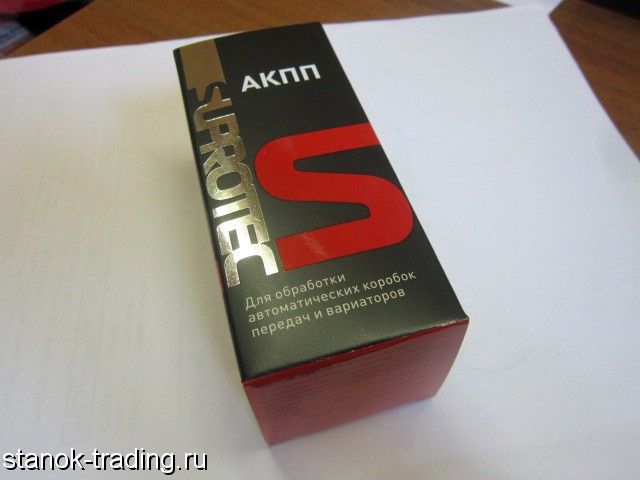 АКПП
SUPROTEC
S
Для обработки
автоматических коробок
передач и вариаторов
stanok-trading.ru